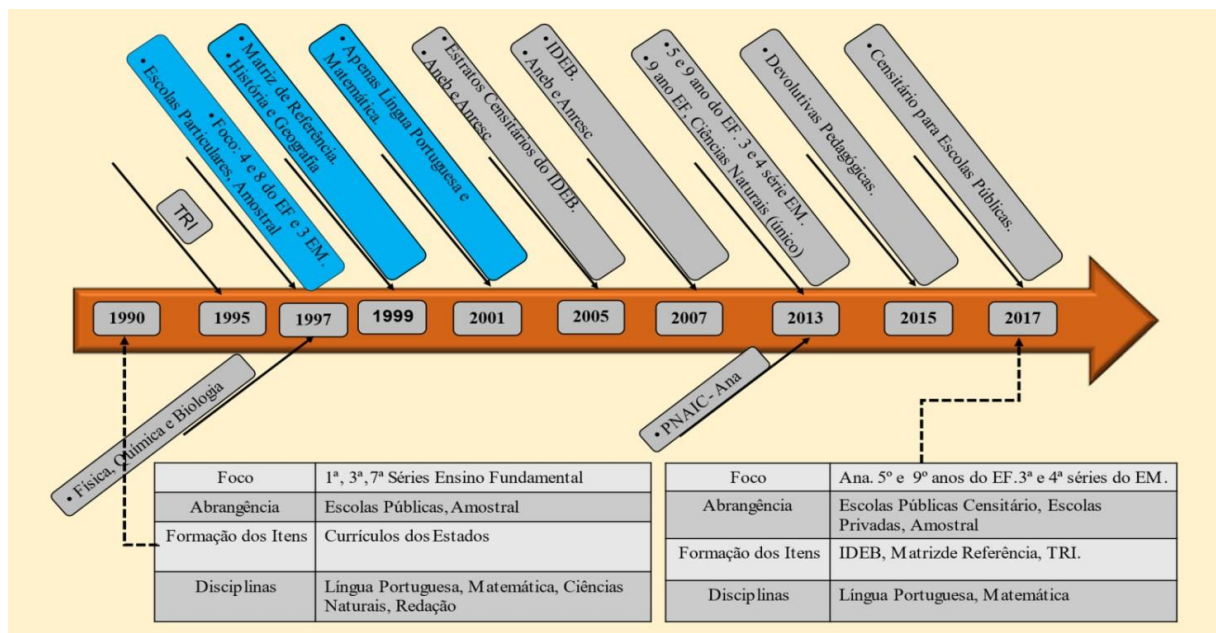 • Escolas Particulares, Amostral
• Foco: 4 e 8 do EF e 3 EM.
• Matriz de Referência.
• História e Geografia
• Apenas Língua Portuguesa e
Matemática.
• Estratos Censitários do IDEB.
• Aneb e Anresc
• IDEB.
• Aneb e Anresc
• 5 e 9 ano do EF. 3 e 4 série EM.
• 9 ano EF, Ciências Naturais (único)
• Devolutivas Pedagógicas.
• Censitário para Escolas Públicas.
TRI
1990
1995
1997
1999
2001
2005
2007
2013
2015
2017
• Física, Química e Biologia
• PNAIC- Ana
Foco
1ª, 3ª, 7ª Séries Ensino Fundamental
Abrangência
Escolas Públicas, Amostral
Formação dos Itens
Currículos dos Estados
Disciplinas
Língua Portuguesa, Matemática, Ciências
Naturais, Redação
Foco
Ana. 5º e 9º anos do EF.3ª e 4ª séries do EM.
Abrangência
Escolas Públicas Censitário, Escolas
Privadas, Amostral
Formação dos Itens
IDEB, Matrizde Referência, TRI.
Disciplinas
Língua Portuguesa, Matemática